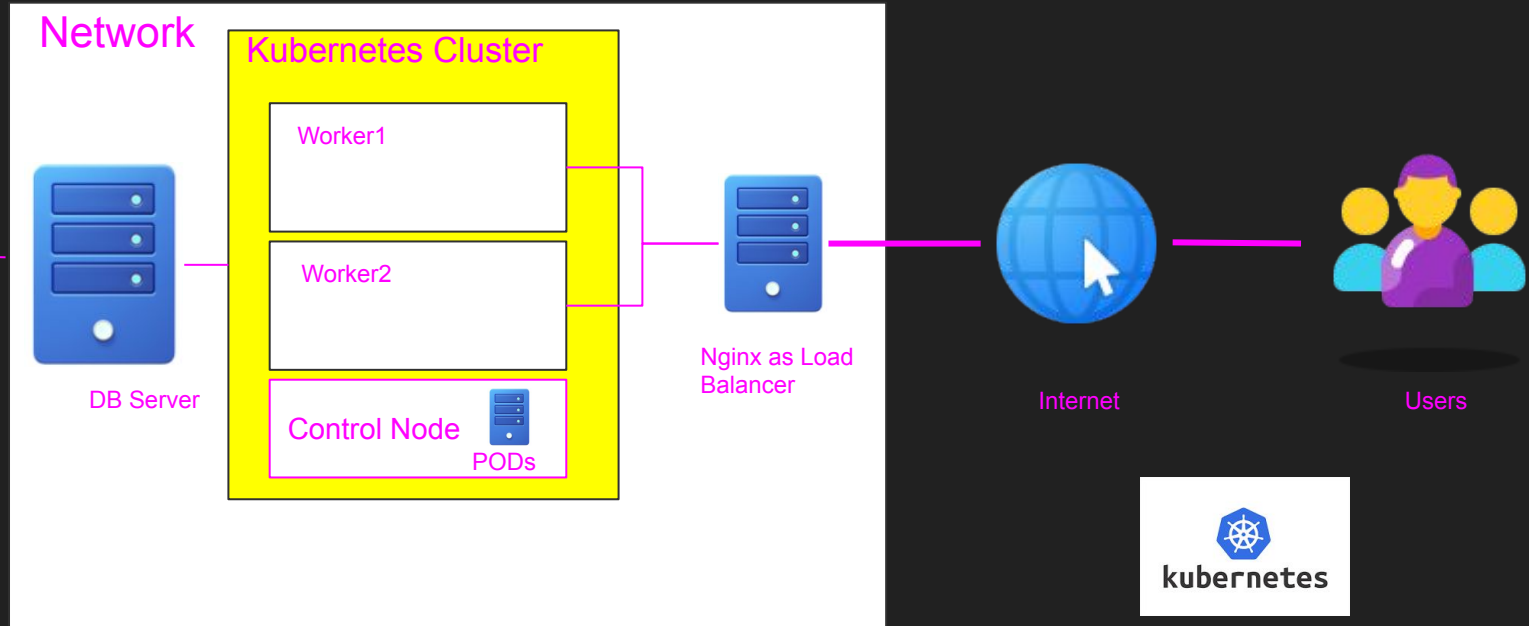 Network
Kubernetes Cluster
Worker1
Worker2
Control Node
PODs
DB Server
Nginx as Load
Balancer
Internet
Users
kubernetes